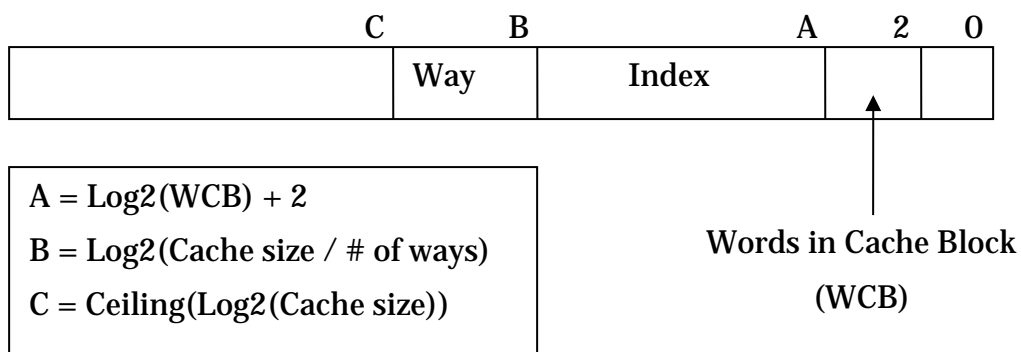 C B A 2 0
Way Index
A = Log2(WCB) + 2
B = Log2(Cache size / # of ways)
C = Ceiling(Log2(Cache size))
Words in Cache Block
(WCB)